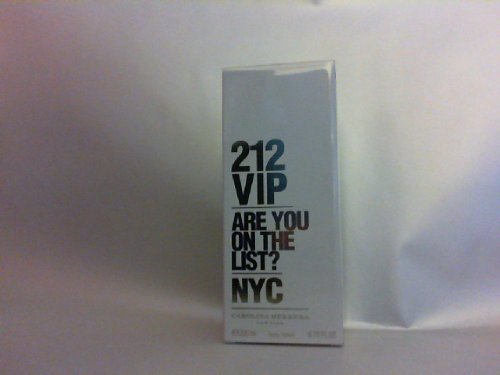 212
VIP
ARE YOU
ON THE
LIST?
NYC
CAROLINA HERRERA
NEW YORK